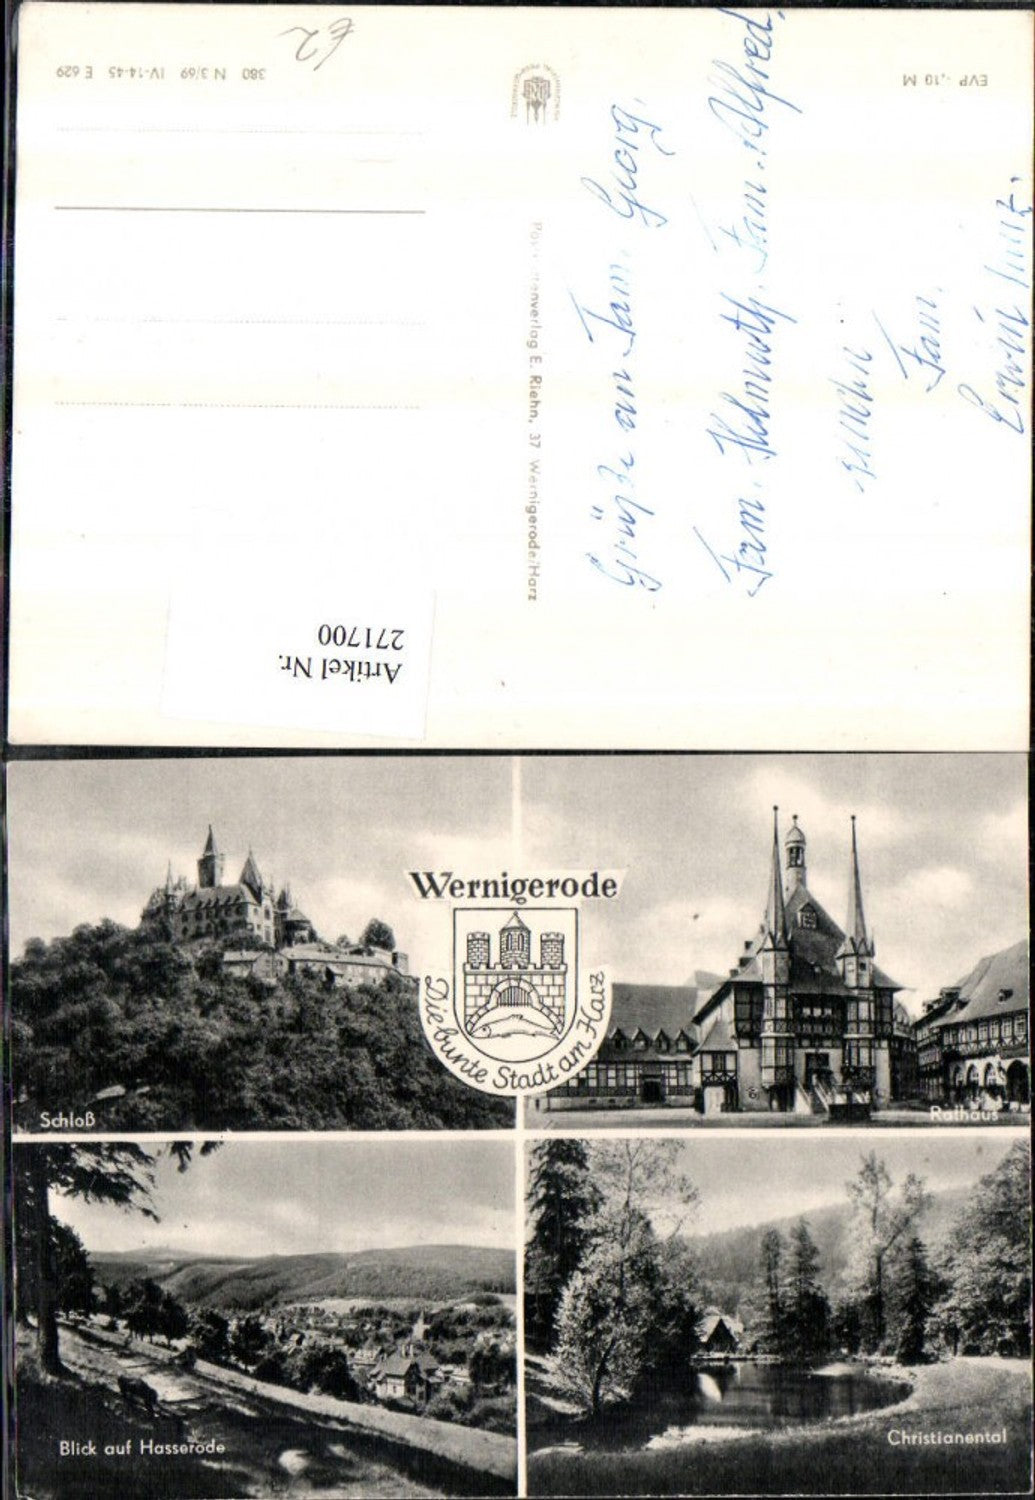 €2
380 N 3/69 IV-14-45 E 629
EVP -,10 M
Grüße an Fam. Georg,
Fam. Helmuth, Fam. Alfred,
Fam.
Erwin
Postkartenverlag E. Riehn, 37 Wernigerode/Harz
Artikel Nr.
271700
Wernigerode
Die bunte Stadt am Harz
Schloß
Rathaus
Blick auf Hasserode
Christianental